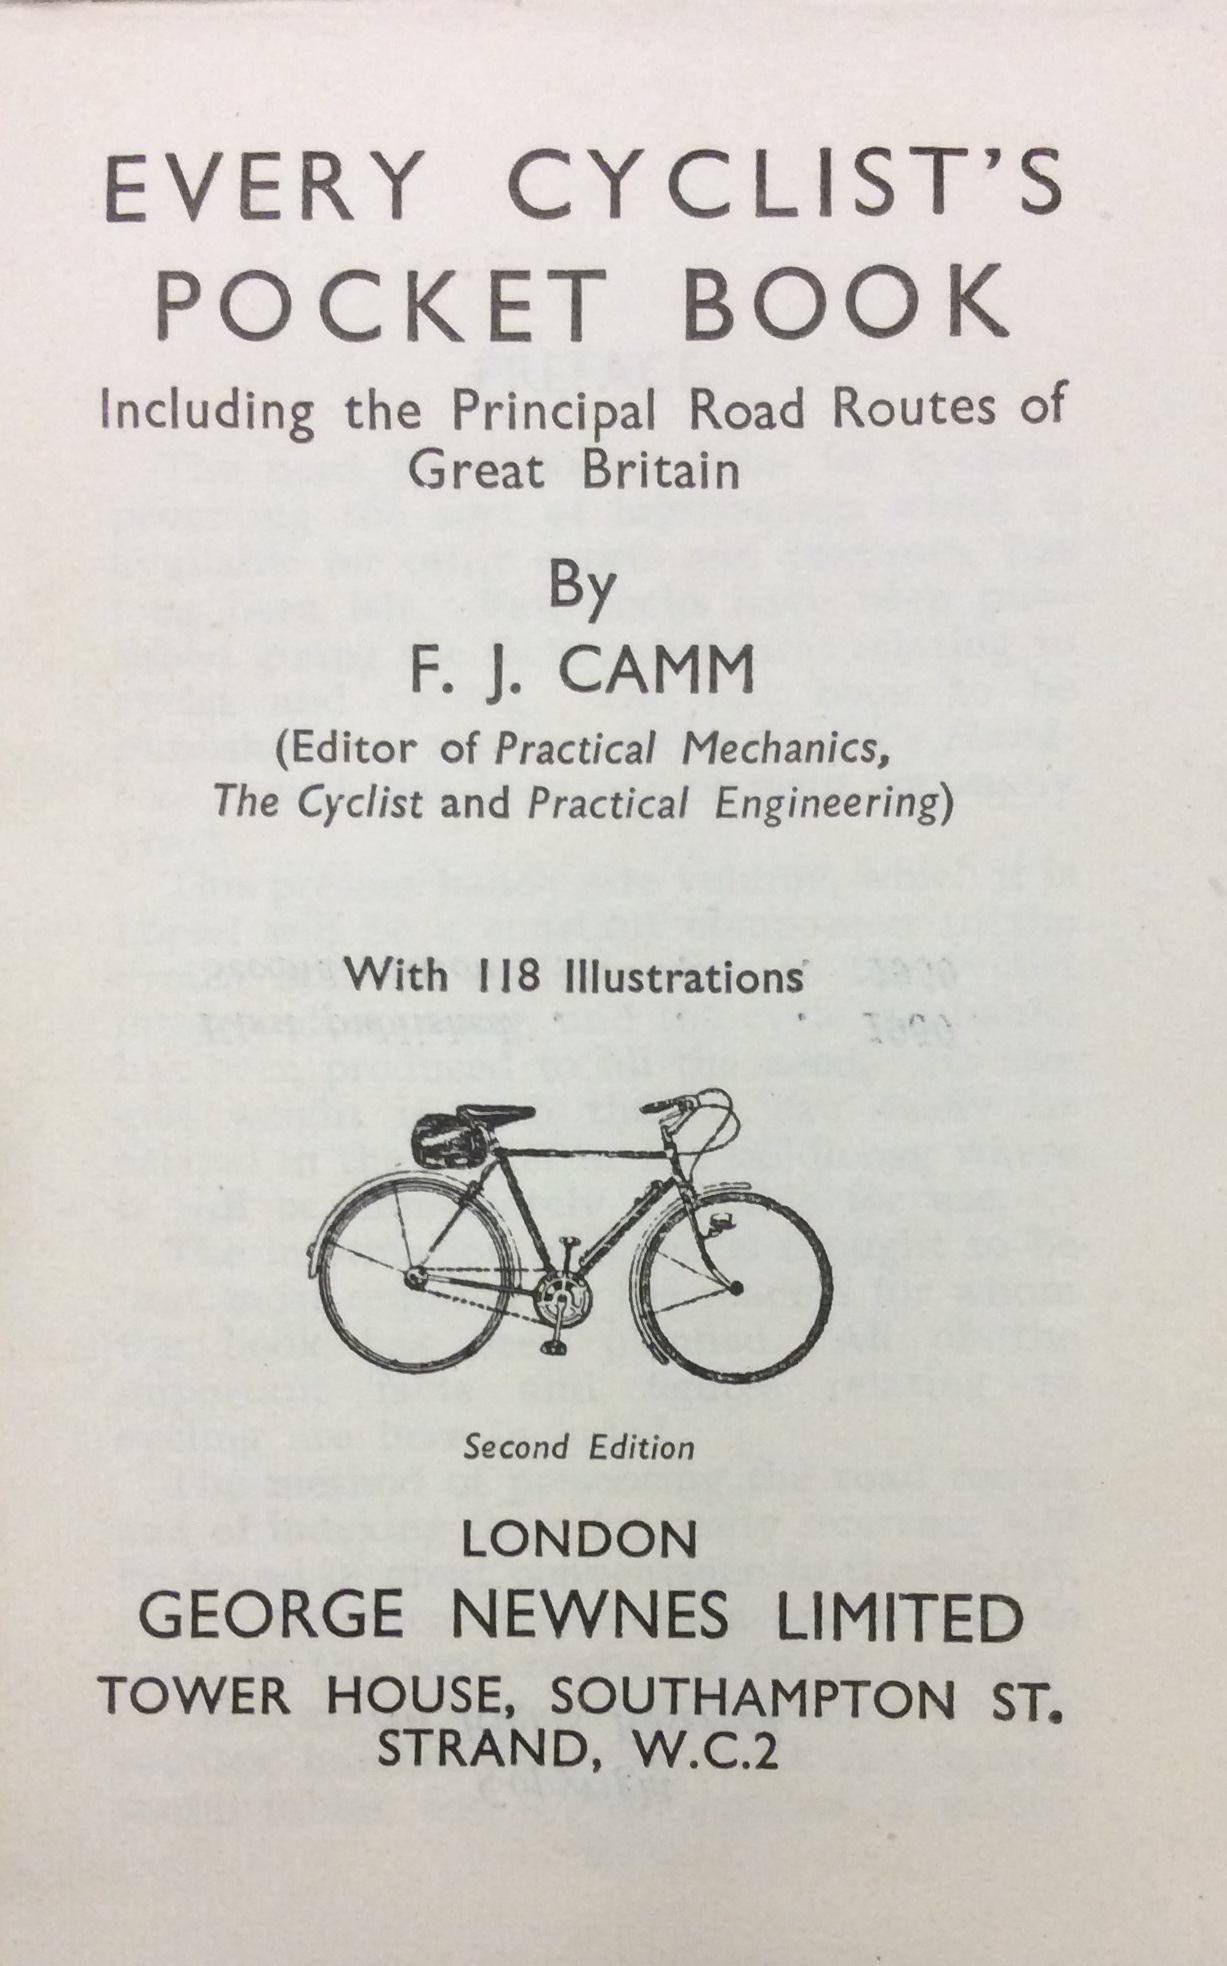 EVERY CYCLIST'S
POCKET BOOK
Including the Principal Road Routes of
Great Britain
By
F. J. CAMM
(Editor of Practical Mechanics,
The Cyclist and Practical Engineering)
With 118 Illustrations
Second Edition
LONDON
GEORGE NEWNES LIMITED
TOWER HOUSE, SOUTHAMPTON ST.
STRAND, W.C.2